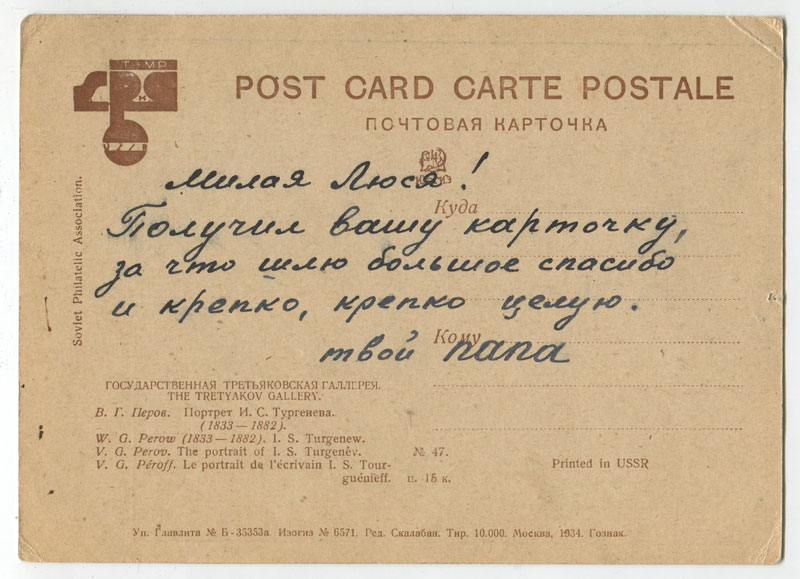 POST CARD CARTE POSTALE
ПОЧТОВАЯ КАРТОЧКА
Soviet Philatelic Association.
Милая Люся!
Куда
Получил вашу карточку,
за что шлю большое спасибо
и крепко, крепко целую.
Кому
твой папа
ГОСУДАРСТВЕННАЯ ТРЕТЬЯКОВСКАЯ ГАЛЛЕРЕЯ.
THE TRETYAKOV GALLERY.
В. Г. Перов. Портрет И. С. Тургенева.
(1833—1882).
W. G. Perow (1833—1882). I. S. Turgenew.
V. G. Perov. The portrait of I. S. Turgenev.
V. G. Péroff. Le portrait de l'écrivain I. S. Tour-
guénieff. ц. 15 к.
№ 47.
Printed in USSR
Уп. Главлита № Б-35353а. Изогиз № 6571. Ред. Скалабан. Тир. 10.000. Москва, 1934. Гознак.